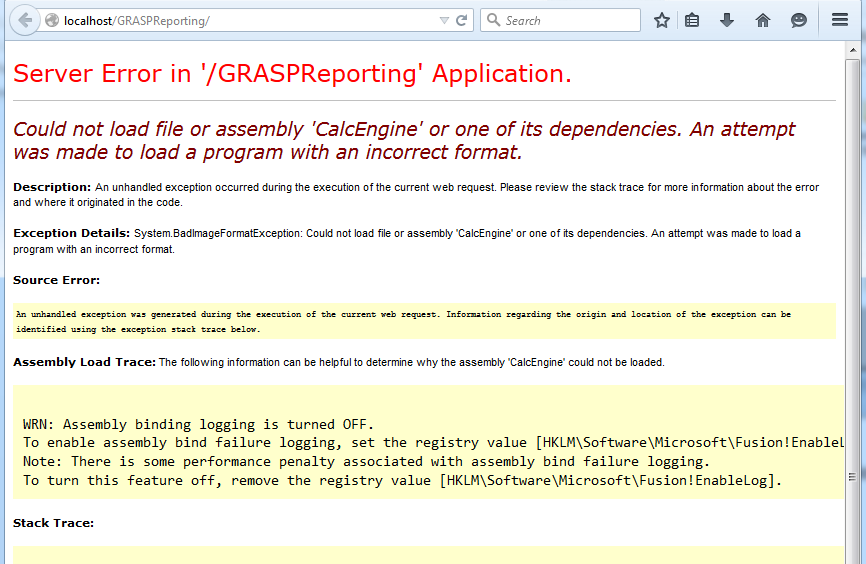 localhost/GRASPReporting/
Search
Server Error in '/GRASPReporting' Application.
Could not load file or assembly 'CalcEngine' or one of its dependencies. An attempt
was made to load a program with an incorrect format.
Description: An unhandled exception occurred during the execution of the current web request. Please review the stack trace for more information about the error
and where it originated in the code.
Exception Details: System.BadImageFormatException: Could not load file or assembly 'CalcEngine' or one of its dependencies. An attempt was made to load a
program with an incorrect format.
Source Error:
An unhandled exception was generated during the execution of the current web request. Information regarding the origin and location of the exception can be
identified using the exception stack trace below.
Assembly Load Trace: The following information can be helpful to determine why the assembly 'CalcEngine' could not be loaded.
WRN: Assembly binding logging is turned OFF.
To enable assembly bind failure logging, set the registry value [HKLM\Software\Microsoft\Fusion!EnableL
Note: There is some performance penalty associated with assembly bind failure logging.
To turn this feature off, remove the registry value [HKLM\Software\Microsoft\Fusion!EnableLog].
Stack Trace: